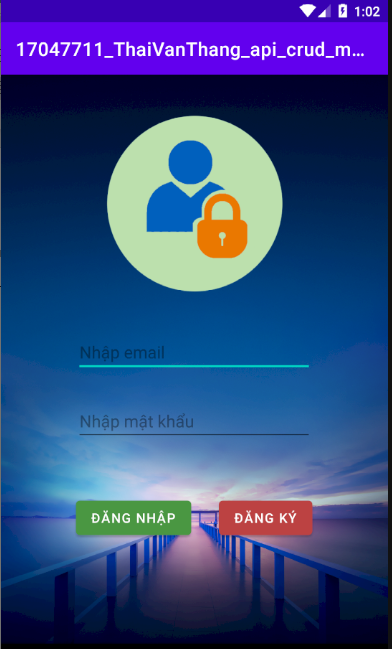 1:02
17047711_ThaiVanThang_api_crud_m...
Nhập email
Nhập mật khẩu
ĐĂNG NHẬP
ĐĂNG KÝ